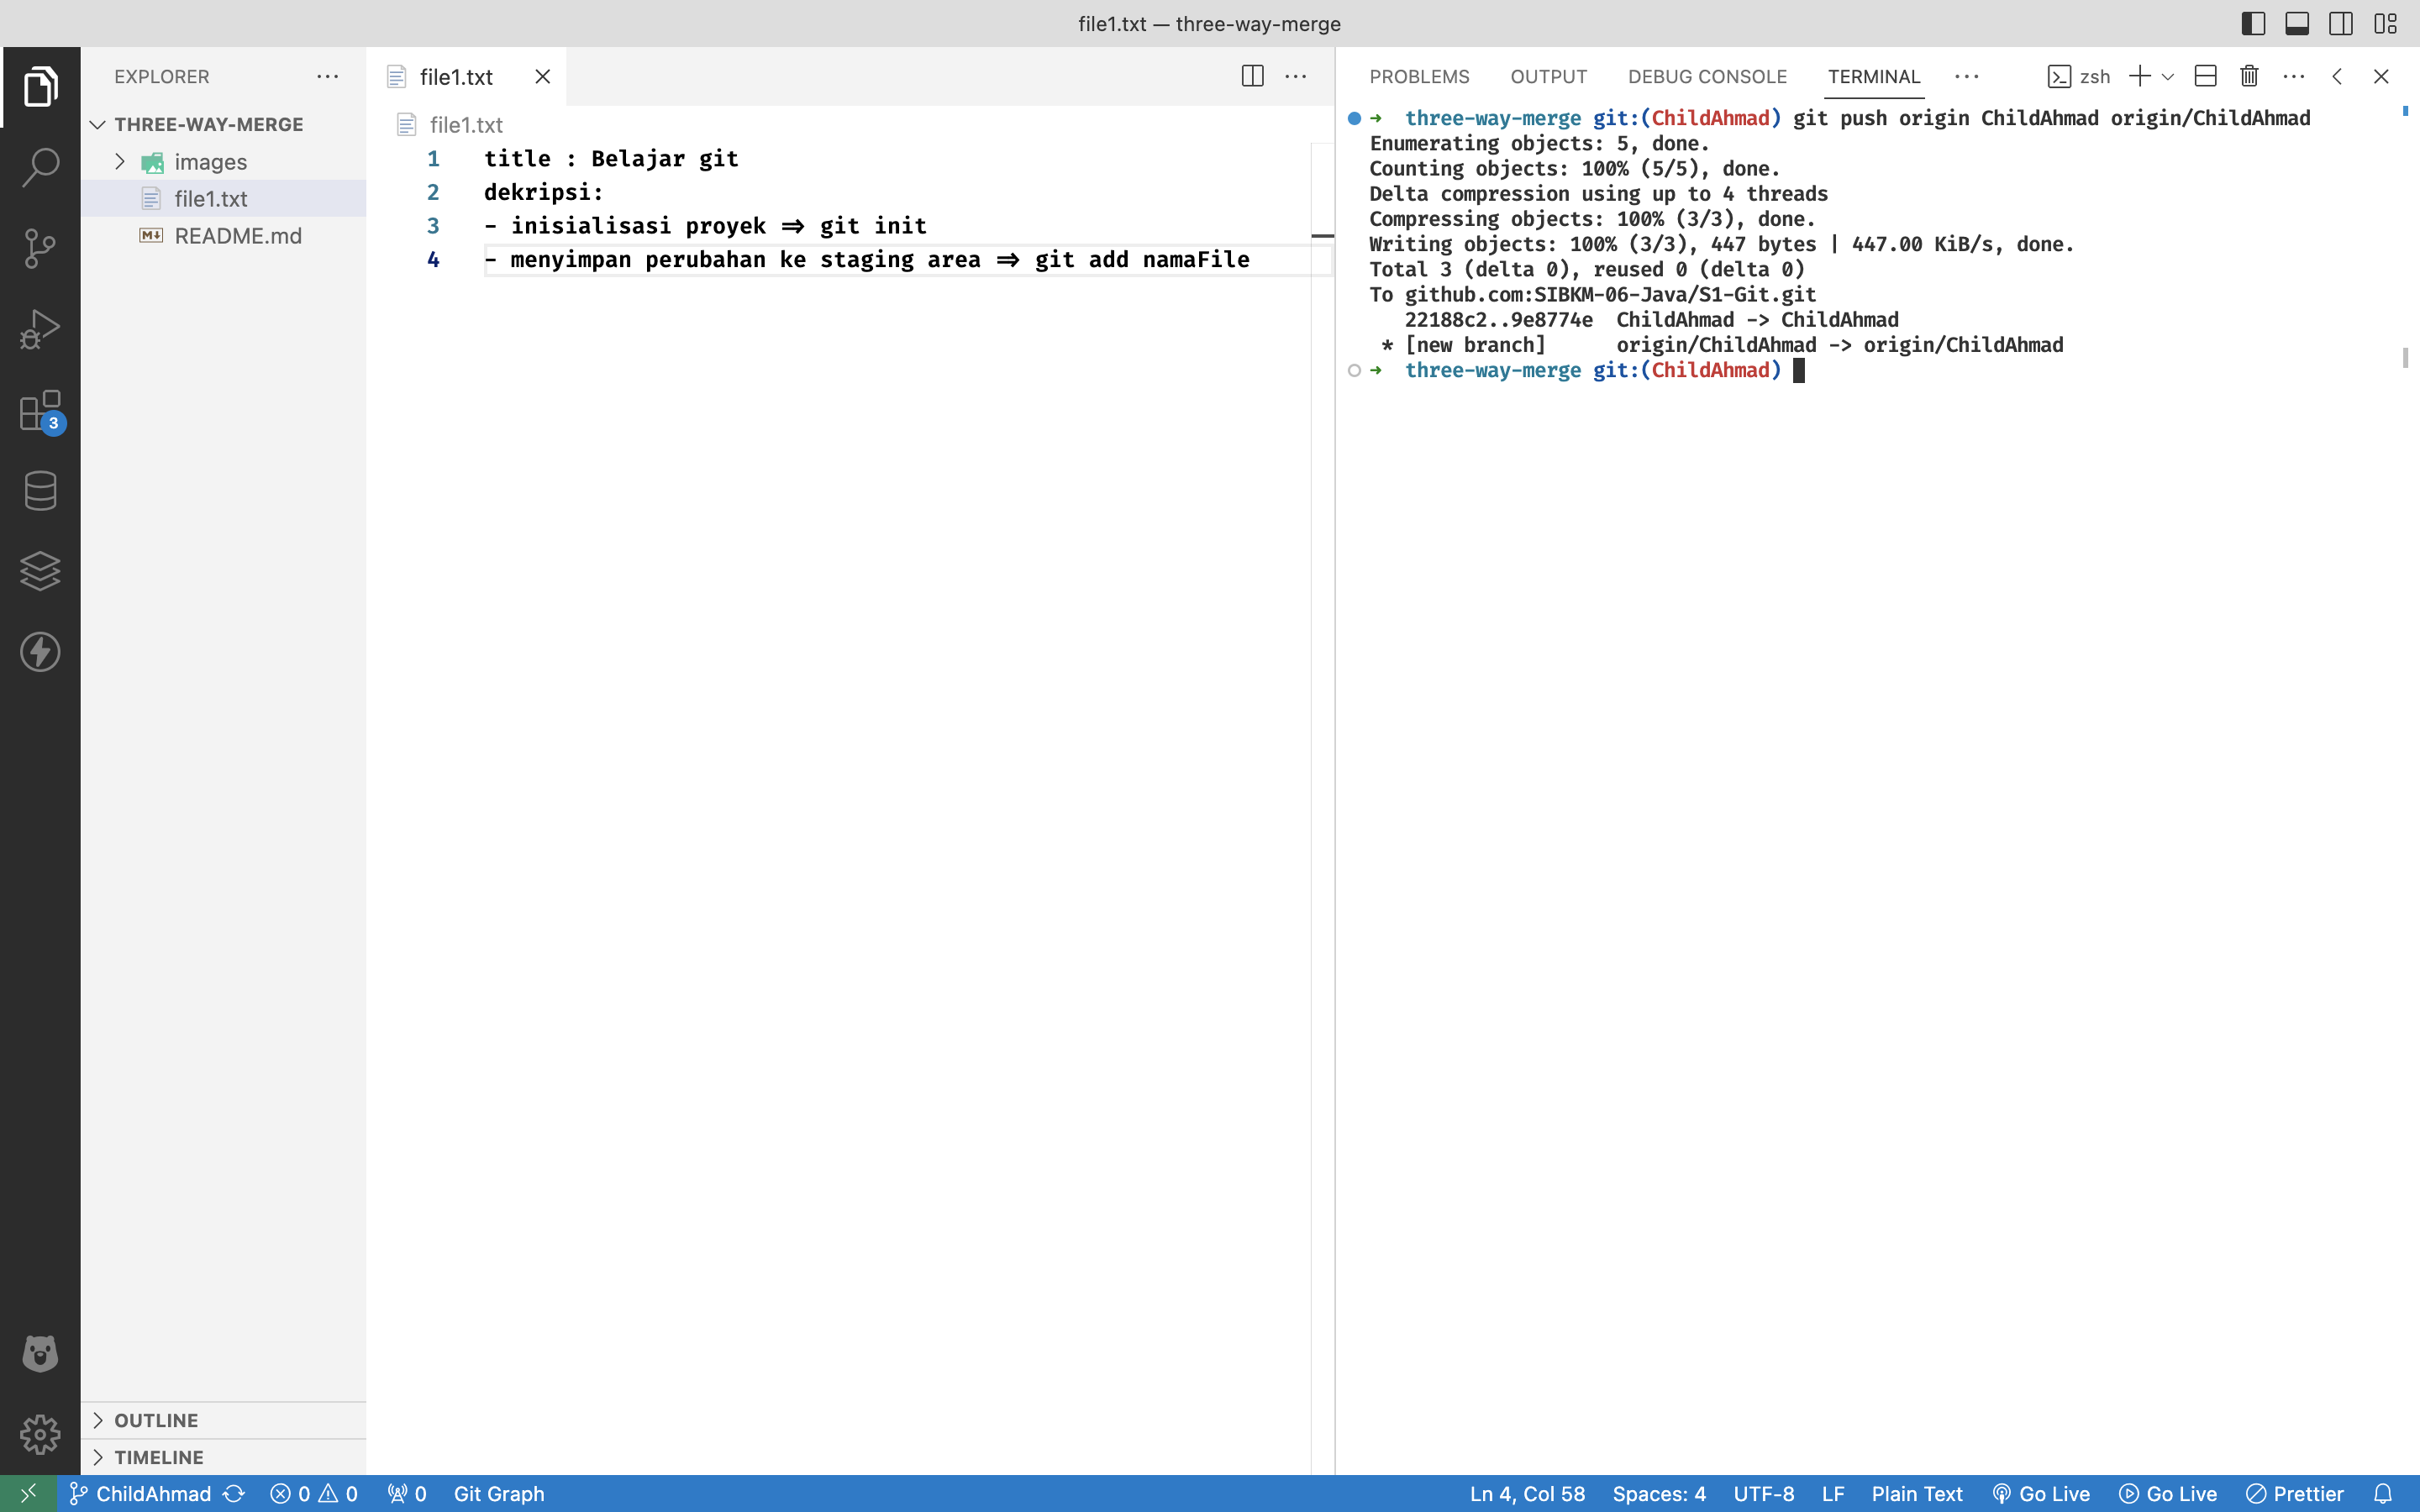 file1.txt — three-way-merge
EXPLORER
THREE-WAY-MERGE
images
file1.txt
README.md
3
OUTLINE
TIMELINE
file1.txt
file1.txt
1 title : Belajar git
2 dekripsi:
3 - inisialisasi proyek => git init
4 - menyimpan perubahan ke staging area => git add namaFile
PROBLEMS OUTPUT DEBUG CONSOLE TERMINAL zsh
➜ three-way-merge git:(ChildAhmad) git push origin ChildAhmad origin/ChildAhmad
Enumerating objects: 5, done.
Counting objects: 100% (5/5), done.
Delta compression using up to 4 threads
Compressing objects: 100% (3/3), done.
Writing objects: 100% (3/3), 447 bytes | 447.00 KiB/s, done.
Total 3 (delta 0), reused 0 (delta 0)
To github.com:SIBKM-06-Java/S1-Git.git
22188c2..9e8774e ChildAhmad -> ChildAhmad
* [new branch] origin/ChildAhmad -> origin/ChildAhmad
➜ three-way-merge git:(ChildAhmad)
ChildAhmad 0 0 0 Git Graph Ln 4, Col 58 Spaces: 4 UTF-8 LF Plain Text Go Live Go Live Prettier